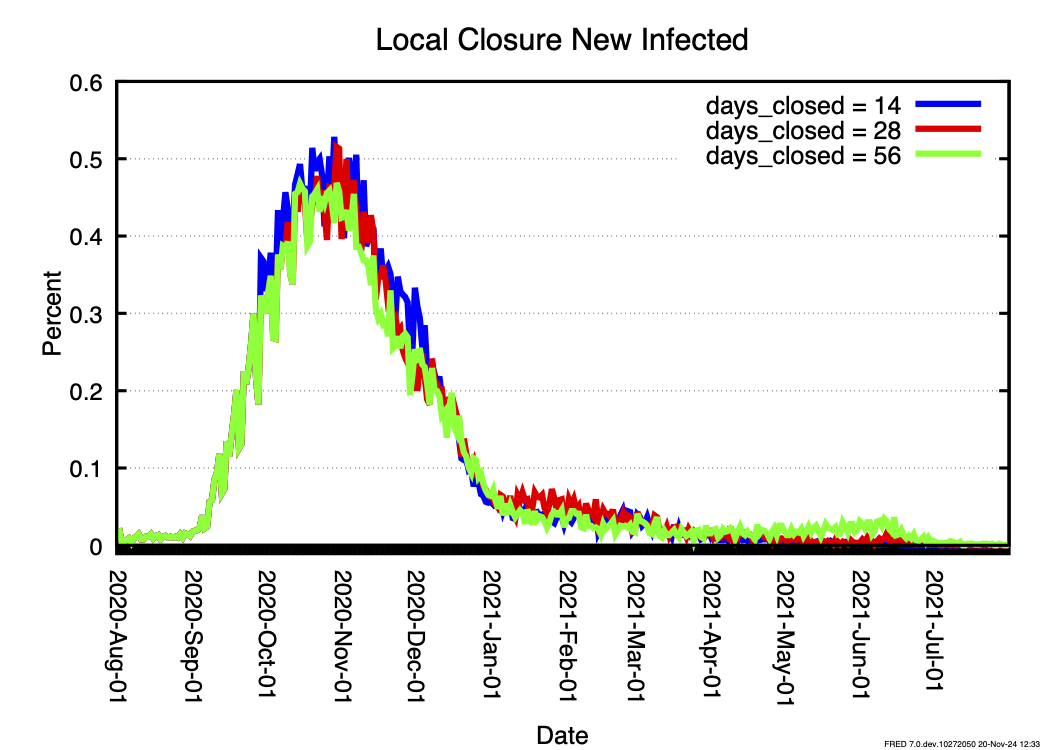 Local Closure New Infected
days_closed = 14
days_closed = 28
days_closed = 56
Percent
0.6
0.5
0.4
0.3
0.2
0.1
0
2020-Aug-01
2020-Sep-01
2020-Oct-01
2020-Nov-01
2020-Dec-01
2021-Jan-01
2021-Feb-01
2021-Mar-01
2021-Apr-01
2021-May-01
2021-Jun-01
2021-Jul-01
Date
FRED 7.0.dev.10272050 20-Nov-24 12:33